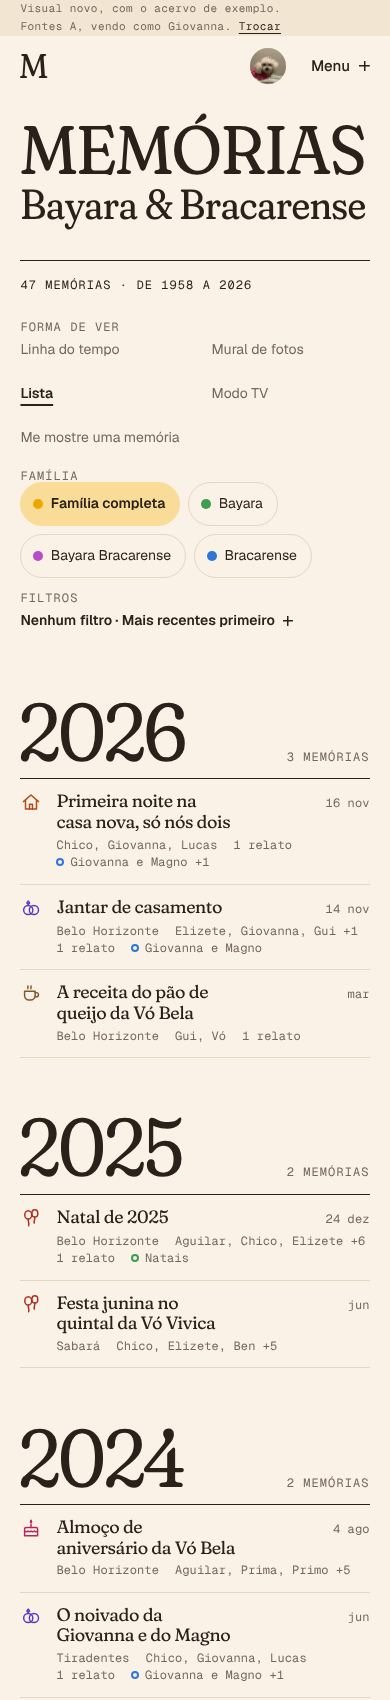 Visual novo, com o acervo de exemplo.
Fontes A, vendo como Giovanna. Trocar
M
Menu +
MEMÓRIAS
Bayara & Bracarense
47 MEMÓRIAS · DE 1958 A 2026
FORMA DE VER
Linha do tempo
Mural de fotos
Lista
Modo TV
Me mostre uma memória
FAMÍLIA
Família completa
Bayara
Bayara Bracarense
Bracarense
FILTROS
Nenhum filtro · Mais recentes primeiro +
2026
3 MEMÓRIAS
Primeira noite na
casa nova, só nós dois
16 nov
Chico, Giovanna, Lucas 1 relato
Giovanna e Magno +1
Jantar de casamento
14 nov
Belo Horizonte Elizete, Giovanna, Gui +1
1 relato Giovanna e Magno
A receita do pão de
queijo da Vó Bela
mar
Belo Horizonte Gui, Vó 1 relato
2025
2 MEMÓRIAS
Natal de 2025
24 dez
Belo Horizonte Aguilar, Chico, Elizete +6
1 relato Natais
Festa junina no
quintal da Vó Vivica
jun
Sabará Chico, Elizete, Ben +5
2024
2 MEMÓRIAS
Almoço de
aniversário da Vó Bela
4 ago
Belo Horizonte Aguilar, Prima, Primo +5
O noivado da
Giovanna e do Magno
jun
Tiradentes Chico, Giovanna, Lucas
1 relato Giovanna e Magno +1